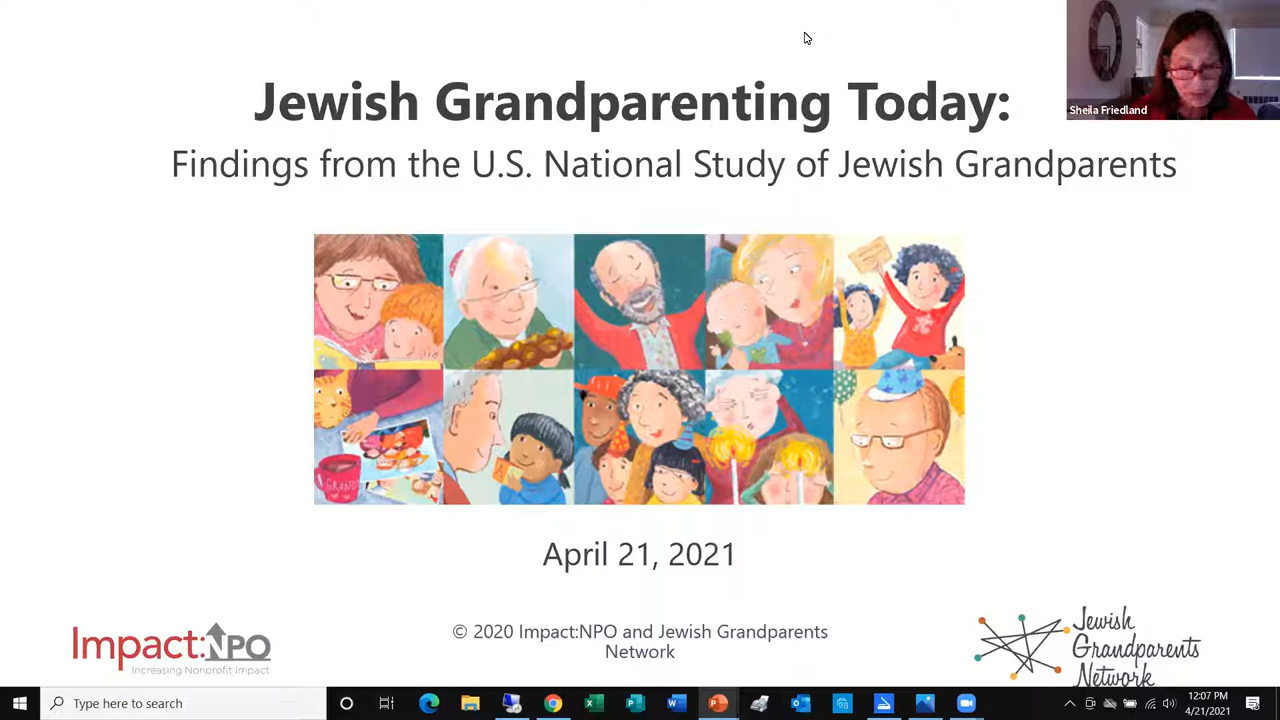 Jewish Grandparenting Today:
Sheila Friedland
Findings from the U.S. National Study of Jewish Grandparents
GRAND
April 21, 2021
Impact:NPO
Increasing Nonprofit Impact
© 2020 Impact:NPO and Jewish Grandparents
Network
Jewish
Grandparents
Network
Type here to search
12:07 PM
4/21/2021